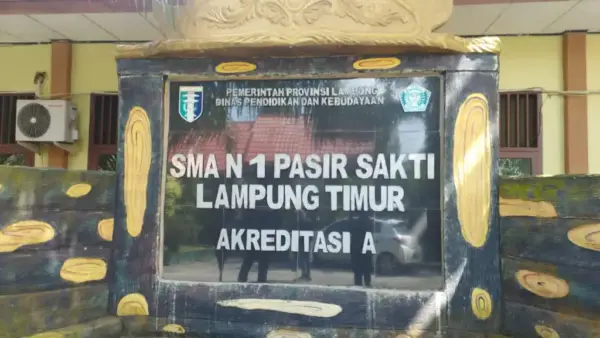 PEMERINTAH PROVINSI LAMPUNG
DINAS PENDIDIKAN DAN KEBUDAYAAN
SMA N 1 PASIR SAKTI
LAMPUNG TIMUR
AKREDITASI A